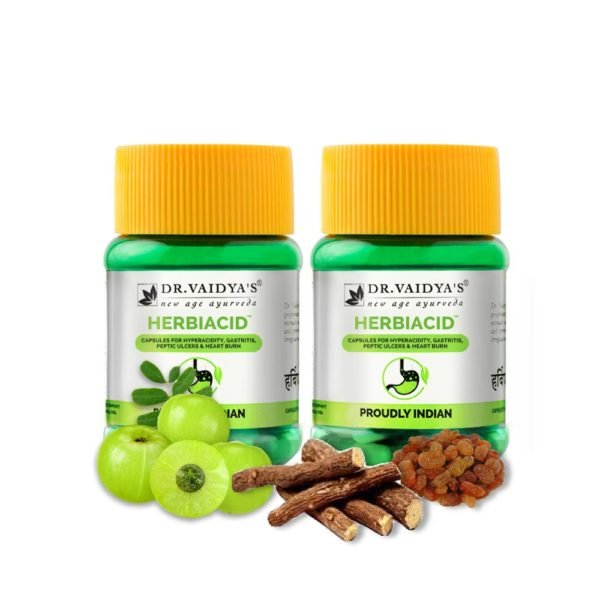 DR.VAIDYA'S®
new age ayurveda
HERBIACID™
CAPSULES FOR HYPERACIDITY, GASTRITIS,
PEPTIC ULCERS & HEART BURN
DR.VAIDYA'S®
new age ayurveda
HERBIACID™
CAPSULES FOR HYPERACIDITY, GASTRITIS,
PEPTIC ULCERS & HEART BURN
PROUDLY INDIAN